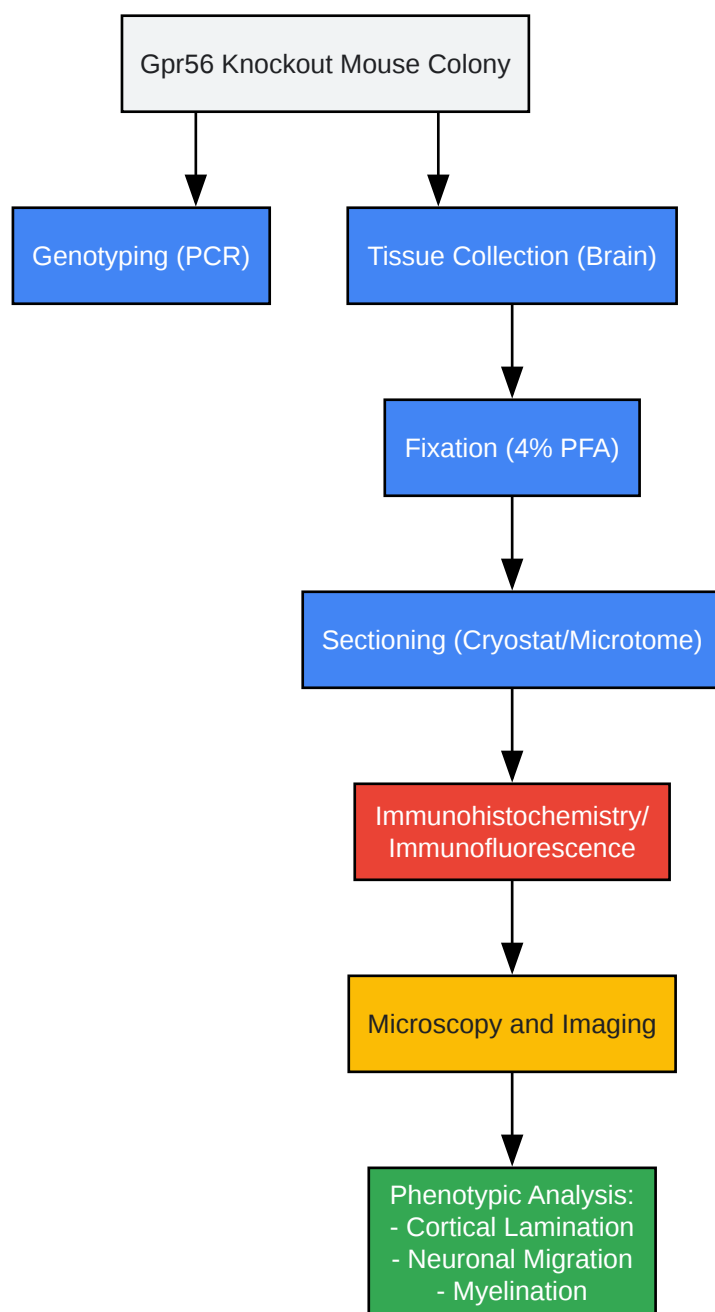 Gpr56 Knockout Mouse Colony
Genotyping (PCR)
Tissue Collection (Brain)
Fixation (4% PFA)
Sectioning (Cryostat/Microtome)
Immunohistochemistry/
Immunofluorescence
Microscopy and Imaging
Phenotypic Analysis:
- Cortical Lamination
- Neuronal Migration
- Myelination